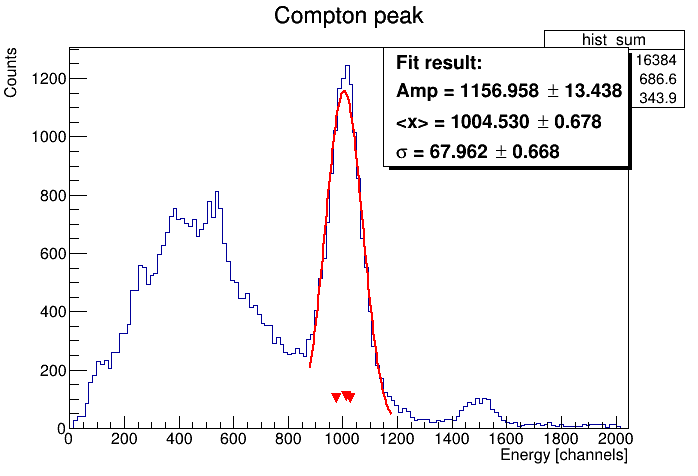 Compton peak
hist_sum
16384
686.6
343.9
Fit result:
Amp = 1156.958 ± 13.438
<x> = 1004.530 ± 0.678
σ = 67.962 ± 0.668
Counts
1200
1000
800
600
400
200
0
0 200 400 600 800 1000 1200 1400 1600 1800 2000
Energy [channels]